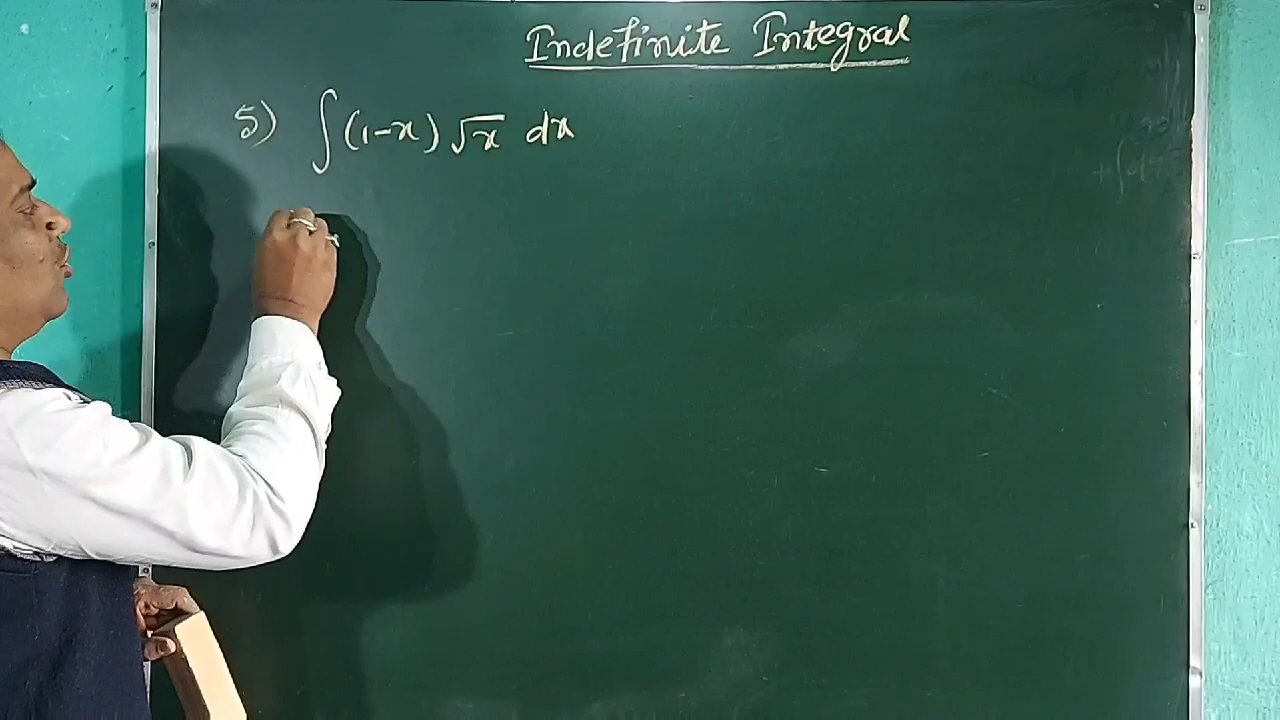 Indefinite Integral
5) ∫(1-x) √x dx